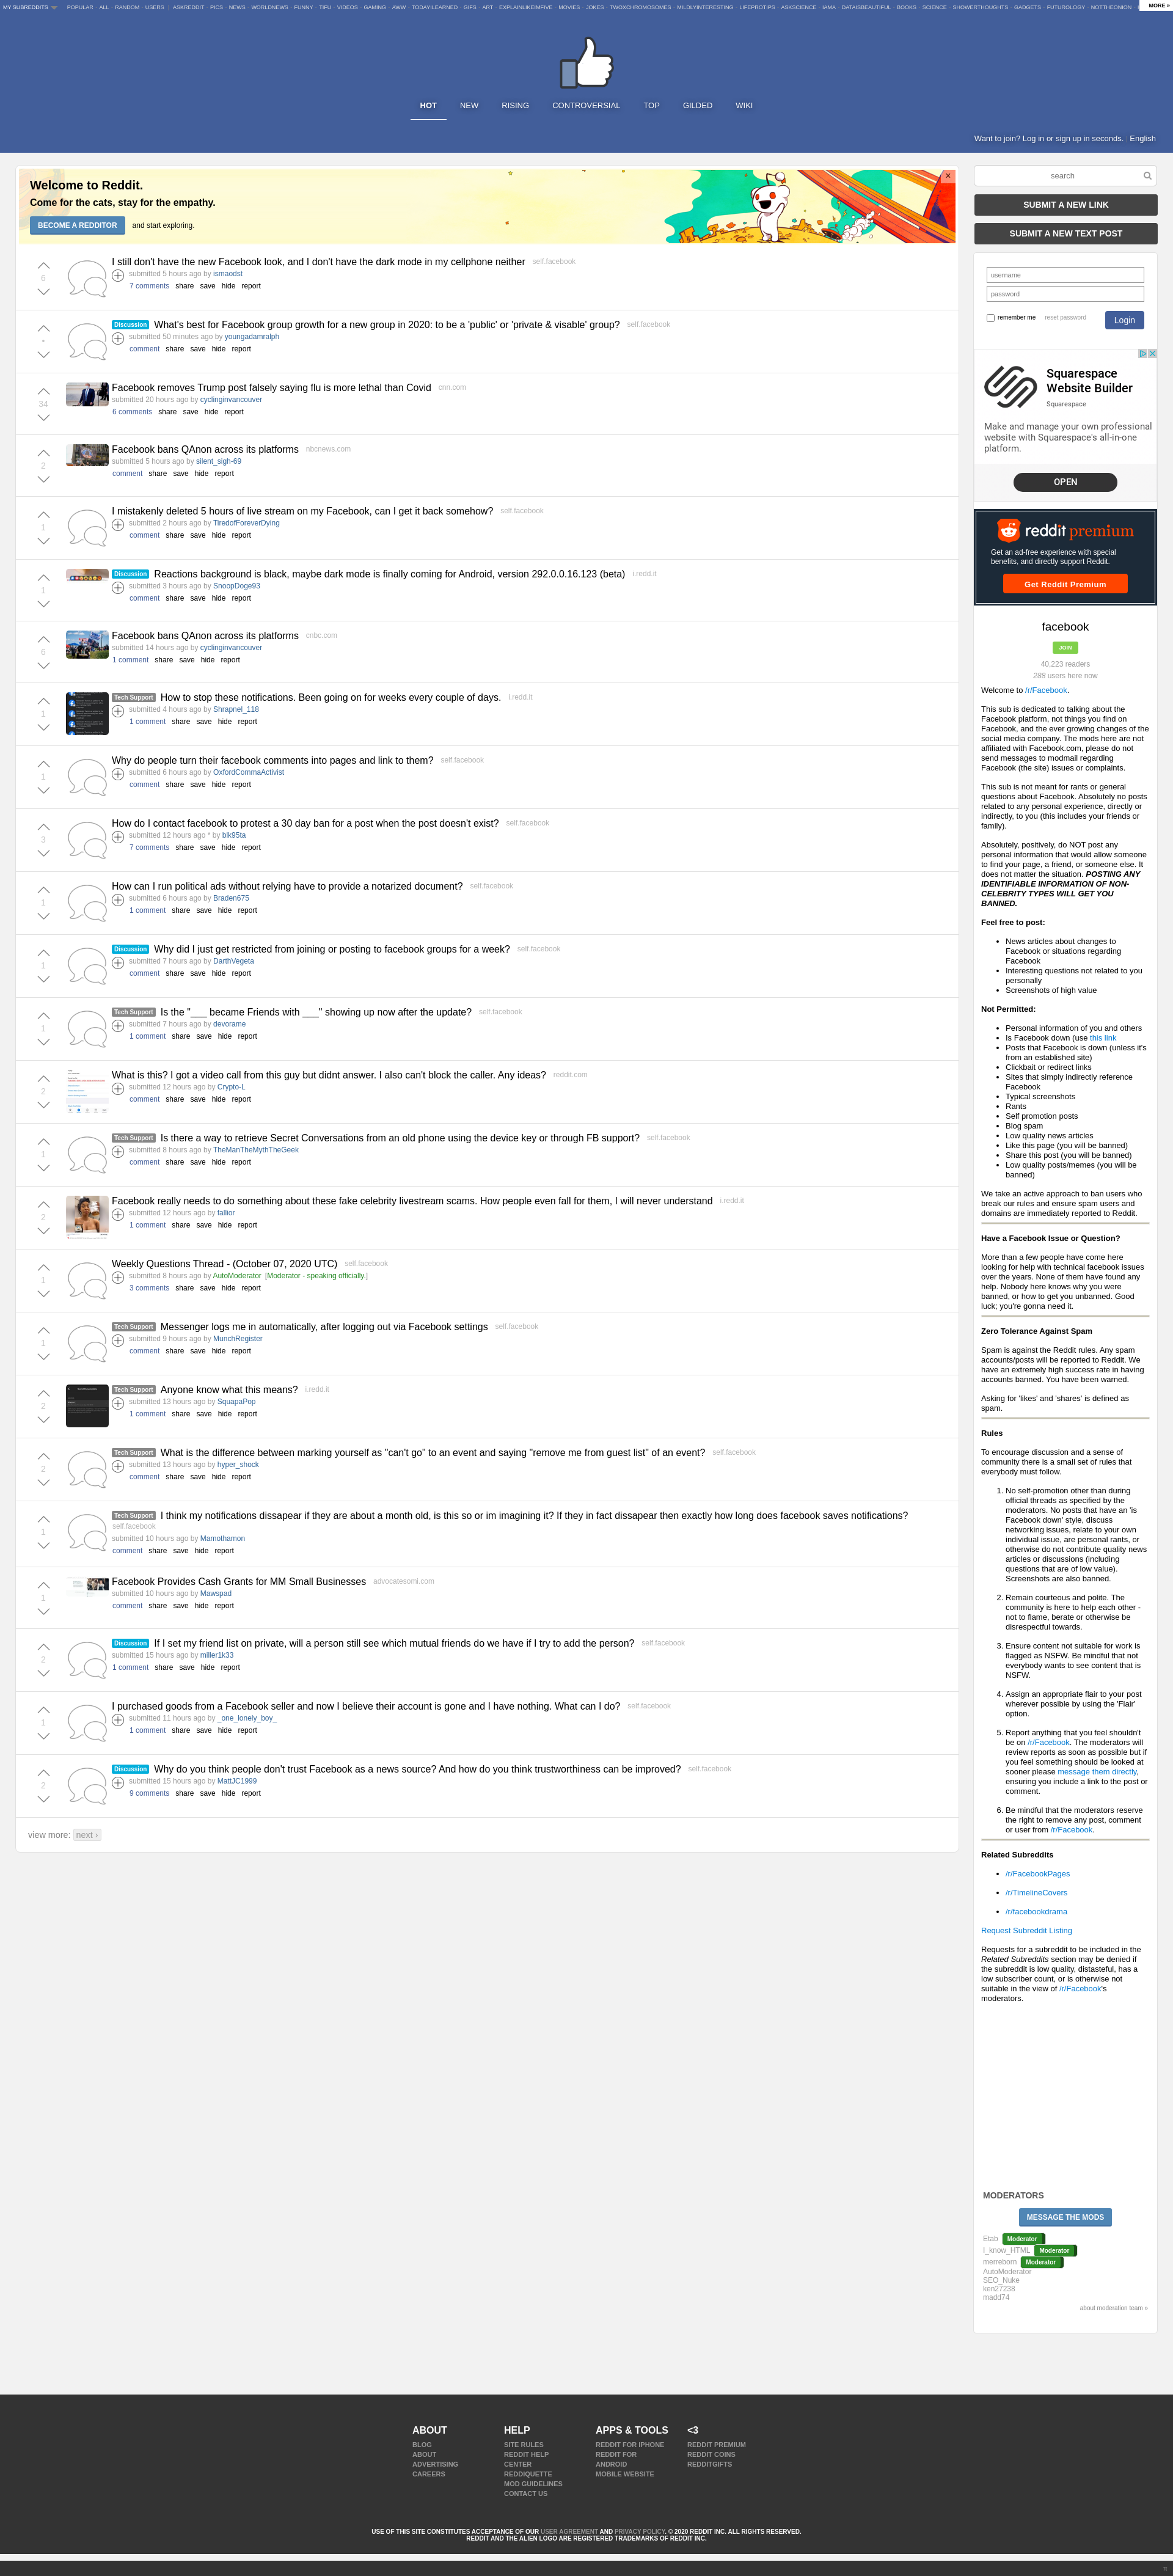 MY SUBREDDITS POPULAR ALL RANDOM USERS | ASKREDDIT PICS NEWS WORLDNEWS FUNNY TIFU VIDEOS GAMING AWW TODAYILEARNED GIFS ART EXPLAINLIKEIMFIVE MOVIES JOKES TWOXCHROMOSOMES MILDLYINTERESTING LIFEPROTIPS ASKSCIENCE IAMA DATAISBEAUTIFUL BOOKS SCIENCE SHOWERTHOUGHTS GADGETS FUTUROLOGY NOTTHEONION MORE »
HOT NEW RISING CONTROVERSIAL TOP GILDED WIKI
Want to join? Log in or sign up in seconds. English
Welcome to Reddit.
Come for the cats, stay for the empathy.
BECOME A REDDITOR and start exploring.
×
6
I still don't have the new Facebook look, and I don't have the dark mode in my cellphone neither self.facebook
submitted 5 hours ago by ismaodst
7 comments share save hide report
•
Discussion What's best for Facebook group growth for a new group in 2020: to be a 'public' or 'private & visable' group? self.facebook
submitted 50 minutes ago by youngadamralph
comment share save hide report
34
Facebook removes Trump post falsely saying flu is more lethal than Covid cnn.com
submitted 20 hours ago by cyclinginvancouver
6 comments share save hide report
2
Facebook bans QAnon across its platforms nbcnews.com
submitted 5 hours ago by silent_sigh-69
comment share save hide report
1
I mistakenly deleted 5 hours of live stream on my Facebook, can I get it back somehow? self.facebook
submitted 2 hours ago by TiredofForeverDying
comment share save hide report
1
Discussion Reactions background is black, maybe dark mode is finally coming for Android, version 292.0.0.16.123 (beta) i.redd.it
submitted 3 hours ago by SnoopDoge93
comment share save hide report
6
Facebook bans QAnon across its platforms cnbc.com
submitted 14 hours ago by cyclinginvancouver
1 comment share save hide report
1
Tech Support How to stop these notifications. Been going on for weeks every couple of days. i.redd.it
submitted 4 hours ago by Shrapnel_118
1 comment share save hide report
1
Why do people turn their facebook comments into pages and link to them? self.facebook
submitted 6 hours ago by OxfordCommaActivist
comment share save hide report
3
How do I contact facebook to protest a 30 day ban for a post when the post doesn't exist? self.facebook
submitted 12 hours ago * by blk95ta
7 comments share save hide report
1
How can I run political ads without relying have to provide a notarized document? self.facebook
submitted 6 hours ago by Braden675
1 comment share save hide report
1
Discussion Why did I just get restricted from joining or posting to facebook groups for a week? self.facebook
submitted 7 hours ago by DarthVegeta
comment share save hide report
1
Tech Support Is the "___ became Friends with ___" showing up now after the update? self.facebook
submitted 7 hours ago by devorame
1 comment share save hide report
2
What is this? I got a video call from this guy but didnt answer. I also can't block the caller. Any ideas? reddit.com
submitted 12 hours ago by Crypto-L
comment share save hide report
1
Tech Support Is there a way to retrieve Secret Conversations from an old phone using the device key or through FB support? self.facebook
submitted 8 hours ago by TheManTheMythTheGeek
comment share save hide report
2
Facebook really needs to do something about these fake celebrity livestream scams. How people even fall for them, I will never understand i.redd.it
submitted 12 hours ago by fallior
1 comment share save hide report
1
Weekly Questions Thread - (October 07, 2020 UTC) self.facebook
submitted 8 hours ago by AutoModerator [Moderator - speaking officially.]
3 comments share save hide report
1
Tech Support Messenger logs me in automatically, after logging out via Facebook settings self.facebook
submitted 9 hours ago by MunchRegister
comment share save hide report
2
Tech Support Anyone know what this means? i.redd.it
submitted 13 hours ago by SquapaPop
1 comment share save hide report
2
Tech Support What is the difference between marking yourself as "can't go" to an event and saying "remove me from guest list" of an event? self.facebook
submitted 13 hours ago by hyper_shock
comment share save hide report
1
Tech Support I think my notifications dissapear if they are about a month old, is this so or im imagining it? If they in fact dissapear then exactly how long does facebook saves notifications?
self.facebook
submitted 10 hours ago by Mamothamon
comment share save hide report
1
Facebook Provides Cash Grants for MM Small Businesses advocatesomi.com
submitted 10 hours ago by Mawspad
comment share save hide report
2
Discussion If I set my friend list on private, will a person still see which mutual friends do we have if I try to add the person? self.facebook
submitted 15 hours ago by miller1k33
1 comment share save hide report
1
I purchased goods from a Facebook seller and now I believe their account is gone and I have nothing. What can I do? self.facebook
submitted 11 hours ago by _one_lonely_boy_
1 comment share save hide report
2
Discussion Why do you think people don't trust Facebook as a news source? And how do you think trustworthiness can be improved? self.facebook
submitted 15 hours ago by MattJC1999
9 comments share save hide report
view more: next ›
search
SUBMIT A NEW LINK
SUBMIT A NEW TEXT POST
username
password
remember me reset password Login
Squarespace
Website Builder
Squarespace
Make and manage your own professional
website with Squarespace's all-in-one
platform.
OPEN
reddit premium
Get an ad-free experience with special
benefits, and directly support Reddit.
Get Reddit Premium
facebook
JOIN
40,223 readers
288 users here now
Welcome to /r/Facebook.
This sub is dedicated to talking about the
Facebook platform, not things you find on
Facebook, and the ever growing changes of the
social media company. The mods here are not
affiliated with Facebook.com, please do not
send messages to modmail regarding
Facebook (the site) issues or complaints.
This sub is not meant for rants or general
questions about Facebook. Absolutely no posts
related to any personal experience, directly or
indirectly, to you (this includes your friends or
family).
Absolutely, positively, do NOT post any
personal information that would allow someone
to find your page, a friend, or someone else. It
does not matter the situation. POSTING ANY
IDENTIFIABLE INFORMATION OF NON-
CELEBRITY TYPES WILL GET YOU
BANNED.
Feel free to post:
• News articles about changes to
Facebook or situations regarding
Facebook
• Interesting questions not related to you
personally
• Screenshots of high value
Not Permitted:
• Personal information of you and others
• Is Facebook down (use this link
• Posts that Facebook is down (unless it's
from an established site)
• Clickbait or redirect links
• Sites that simply indirectly reference
Facebook
• Typical screenshots
• Rants
• Self promotion posts
• Blog spam
• Low quality news articles
• Like this page (you will be banned)
• Share this post (you will be banned)
• Low quality posts/memes (you will be
banned)
We take an active approach to ban users who
break our rules and ensure spam users and
domains are immediately reported to Reddit.
Have a Facebook Issue or Question?
More than a few people have come here
looking for help with technical facebook issues
over the years. None of them have found any
help. Nobody here knows why you were
banned, or how to get you unbanned. Good
luck; you're gonna need it.
Zero Tolerance Against Spam
Spam is against the Reddit rules. Any spam
accounts/posts will be reported to Reddit. We
have an extremely high success rate in having
accounts banned. You have been warned.
Asking for 'likes' and 'shares' is defined as
spam.
Rules
To encourage discussion and a sense of
community there is a small set of rules that
everybody must follow.
1. No self-promotion other than during
official threads as specified by the
moderators. No posts that have an 'is
Facebook down' style, discuss
networking issues, relate to your own
individual issue, are personal rants, or
otherwise do not contribute quality news
articles or discussions (including
questions that are of low value).
Screenshots are also banned.
2. Remain courteous and polite. The
community is here to help each other -
not to flame, berate or otherwise be
disrespectful towards.
3. Ensure content not suitable for work is
flagged as NSFW. Be mindful that not
everybody wants to see content that is
NSFW.
4. Assign an appropriate flair to your post
wherever possible by using the 'Flair'
option.
5. Report anything that you feel shouldn't
be on /r/Facebook. The moderators will
review reports as soon as possible but if
you feel something should be looked at
sooner please message them directly,
ensuring you include a link to the post or
comment.
6. Be mindful that the moderators reserve
the right to remove any post, comment
or user from /r/Facebook.
Related Subreddits
• /r/FacebookPages
• /r/TimelineCovers
• /r/facebookdrama
Request Subreddit Listing
Requests for a subreddit to be included in the
Related Subreddits section may be denied if
the subreddit is low quality, distasteful, has a
low subscriber count, or is otherwise not
suitable in the view of /r/Facebook's
moderators.
MODERATORS
MESSAGE THE MODS
Etab Moderator
I_know_HTML Moderator
merreborn Moderator
AutoModerator
SEO_Nuke
ken27238
madd74
about moderation team »
ABOUT
BLOG
ABOUT
ADVERTISING
CAREERS
HELP
SITE RULES
REDDIT HELP
CENTER
REDDIQUETTE
MOD GUIDELINES
CONTACT US
APPS & TOOLS
REDDIT FOR IPHONE
REDDIT FOR
ANDROID
MOBILE WEBSITE
<3
REDDIT PREMIUM
REDDIT COINS
REDDITGIFTS
USE OF THIS SITE CONSTITUTES ACCEPTANCE OF OUR USER AGREEMENT AND PRIVACY POLICY. © 2020 REDDIT INC. ALL RIGHTS RESERVED.
REDDIT AND THE ALIEN LOGO ARE REGISTERED TRADEMARKS OF REDDIT INC.
π